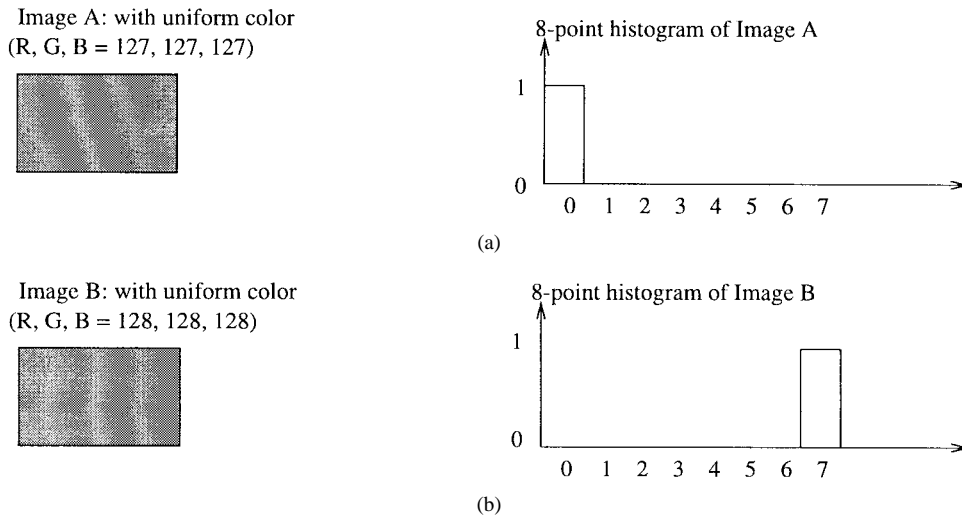 Image A: with uniform color
(R, G, B = 127, 127, 127)
8-point histogram of Image A
1
0
0 1 2 3 4 5 6 7
(a)
Image B: with uniform color
(R, G, B = 128, 128, 128)
8-point histogram of Image B
1
0
0 1 2 3 4 5 6 7
(b)